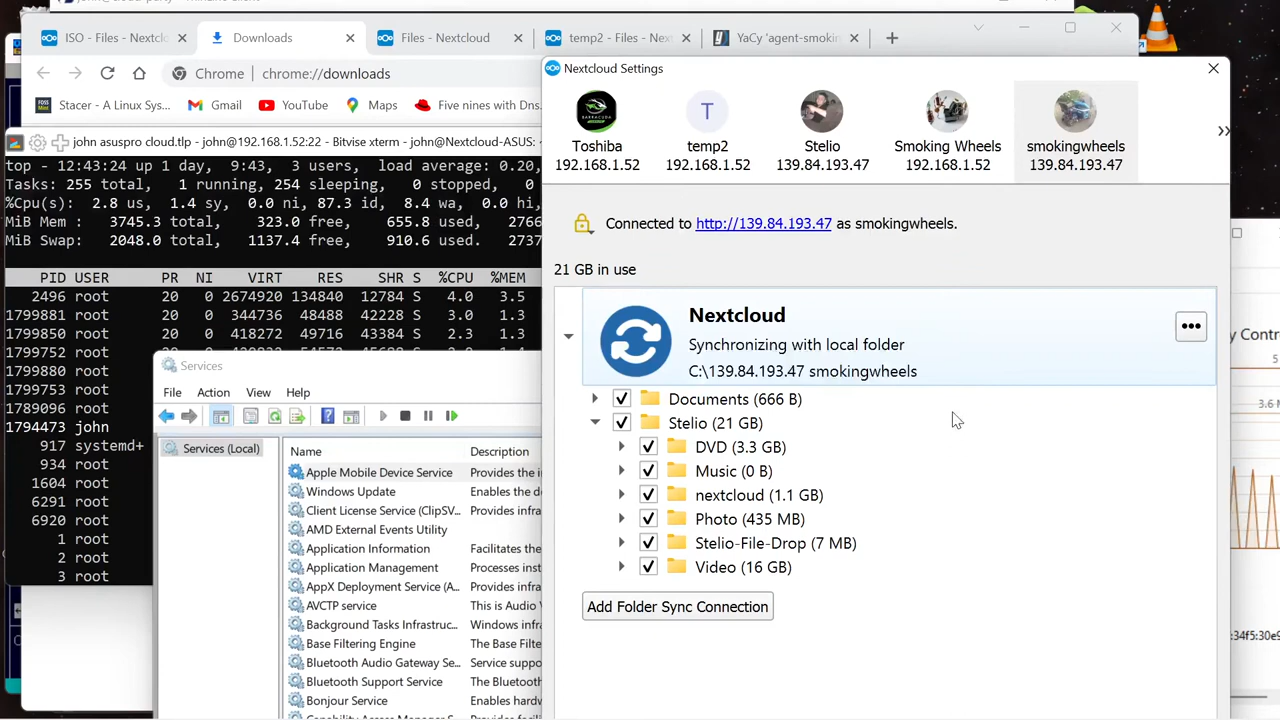 ISO - Files - Nextclo
Downloads
Files - Nextcloud
temp2 - Files - Nextc
YaCy 'agent-smokin
Chrome
chrome://downloads
Stacer - A Linux Sys...
Gmail
YouTube
Maps
Five nines with Dns.
john asuspro cloud.tlp - john@192.168.1.52:22 - Bitvise xterm - john@Nextcloud-ASUS:
top - 12:43:24 up 1 day, 9:43, 3 users, load average: 0.20,
Tasks: 255 total, 1 running, 254 sleeping, 0 stopped, 0
%Cpu(s): 2.8 us, 1.4 sy, 0.0 ni, 87.3 id, 8.4 wa, 0.0 hi,
MiB Mem : 3745.3 total, 323.0 free, 655.8 used, 2766
MiB Swap: 2048.0 total, 1137.4 free, 910.6 used. 2737
PID USER PR NI VIRT RES SHR S %CPU %MEM
2496 root 20 0 2674920 134840 12784 S 4.0 3.5
1799881 root 20 0 344736 48488 42228 S 3.0 1.3
1799850 root 20 0 418272 49716 43384 S 2.3 1.3
1799752 root
1799880 root
1799753 root
1789096 root
1794473 john
917 systemd+
934 root
1604 root
6291 root
6920 root
1 root
2 root
3 root
Services
File Action View Help
Services (Local)
Name Description
Apple Mobile Device Service Provides the i
Windows Update Enables the d
Client License Service (ClipSV... Provides infra
AMD External Events Utility
Application Information Facilitates the
Application Management Processes inst
AppX Deployment Service (A... Provides infra
AVCTP service This is Audio V
Background Tasks Infrastruc... Windows infra
Base Filtering Engine The Base Filter
Bluetooth Audio Gateway Se... Service suppo
Bluetooth Support Service The Bluetooth
Bonjour Service Enables hardw
Nextcloud Settings
Toshiba
192.168.1.52
temp2
192.168.1.52
Stelio
139.84.193.47
Smoking Wheels
192.168.1.52
smokingwheels
139.84.193.47
Connected to http://139.84.193.47 as smokingwheels.
21 GB in use
Nextcloud
Synchronizing with local folder
C:\139.84.193.47 smokingwheels
Documents (666 B)
Stelio (21 GB)
DVD (3.3 GB)
Music (0 B)
nextcloud (1.1 GB)
Photo (435 MB)
Stelio-File-Drop (7 MB)
Video (16 GB)
Add Folder Sync Connection
y Contr
3.6 M
:34f5:30e9